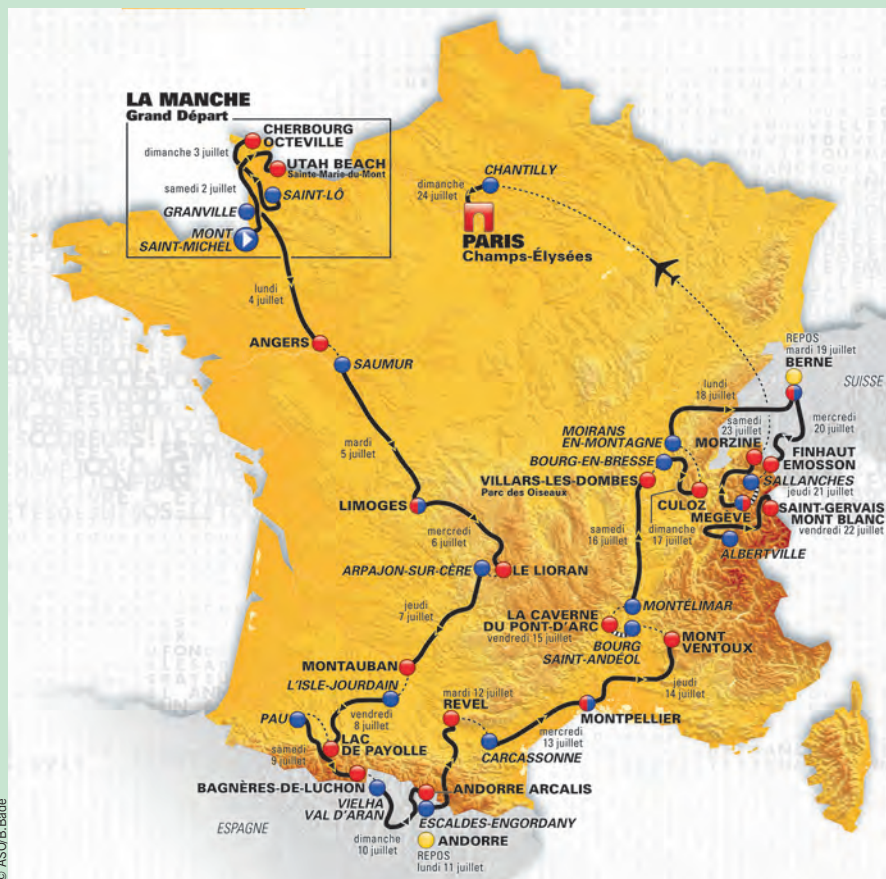 LA MANCHE
Grand Départ
CHERBOURG
OCTEVILLE
dimanche 3 juillet
UTAH BEACH
Sainte-Marie-du-Mont
samedi 2 juillet
SAINT-LÔ
GRANVILLE
MONT
SAINT-MICHEL
CHANTILLY
dimanche
24 juillet
PARIS
Champs-Élysées
lundi
4 juillet
ANGERS
SAUMUR
mardi
5 juillet
LIMOGES
mercredi
6 juillet
ARPAJON-SUR-CÈRE
LE LIORAN
jeudi
7 juillet
MONTAUBAN
L'ISLE-JOURDAIN
vendredi
8 juillet
PAU
LAC
DE PAYOLLE
samedi
9 juillet
BAGNÈRES-DE-LUCHON
VIELHA
VAL D'ARAN
dimanche
10 juillet
ANDORRE ARCALIS
ESCALDES-ENGORDANY
ANDORRE
REPOS
lundi 11 juillet
ESPAGNE
mardi 12 juillet
REVEL
CARCASSONNE
mercredi
13 juillet
MONTPELLIER
jeudi
14 juillet
MONT
VENTOUX
LA CAVERNE
DU PONT-D'ARC
vendredi 15 juillet
BOURG
SAINT-ANDÉOL
MONTÉLIMAR
samedi
16 juillet
VILLARS-LES-DOMBES
Parc des Oiseaux
BOURG-EN-BRESSE
dimanche
17 juillet
CULOZ
MOIRANS
EN-MONTAGNE
lundi
18 juillet
REPOS
mardi 19 juillet
BERNE
SUISSE
mercredi
20 juillet
FINHAUT
EMOSSON
SALLANCHES
jeudi 21 juillet
MEGÈVE
ALBERTVILLE
SAINT-GERVAIS
MONT BLANC
vendredi 22 juillet
samedi
23 juillet
MORZINE
© ASO/B.Bade